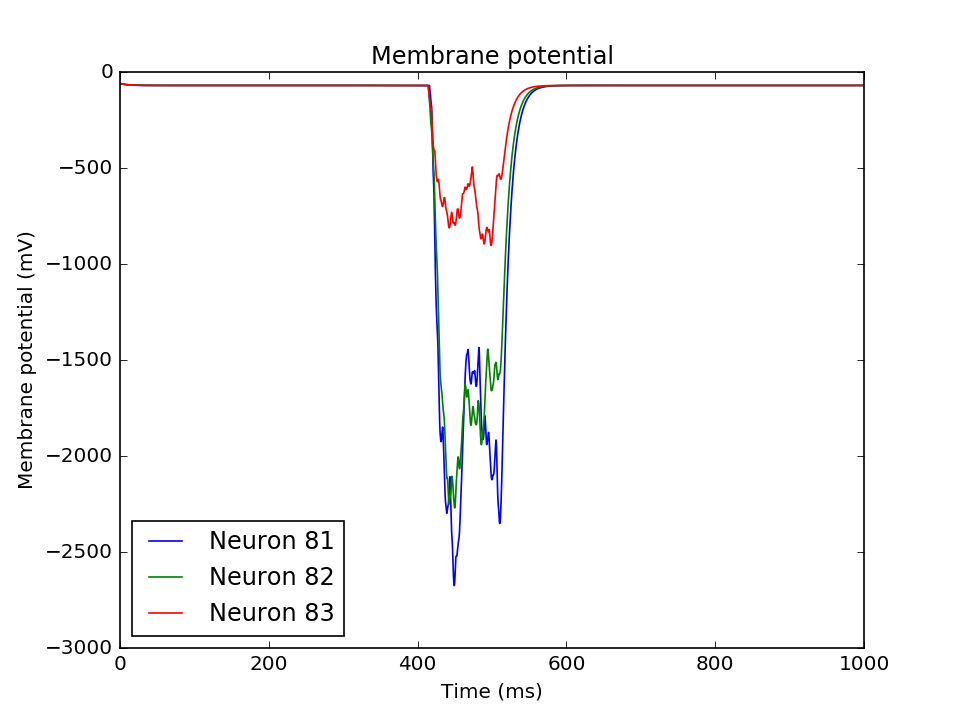 Membrane potential
0
−500
−1000
−1500
−2000
−2500
−3000
Membrane potential (mV)
Neuron 81
Neuron 82
Neuron 83
0 200 400 600 800 1000
Time (ms)